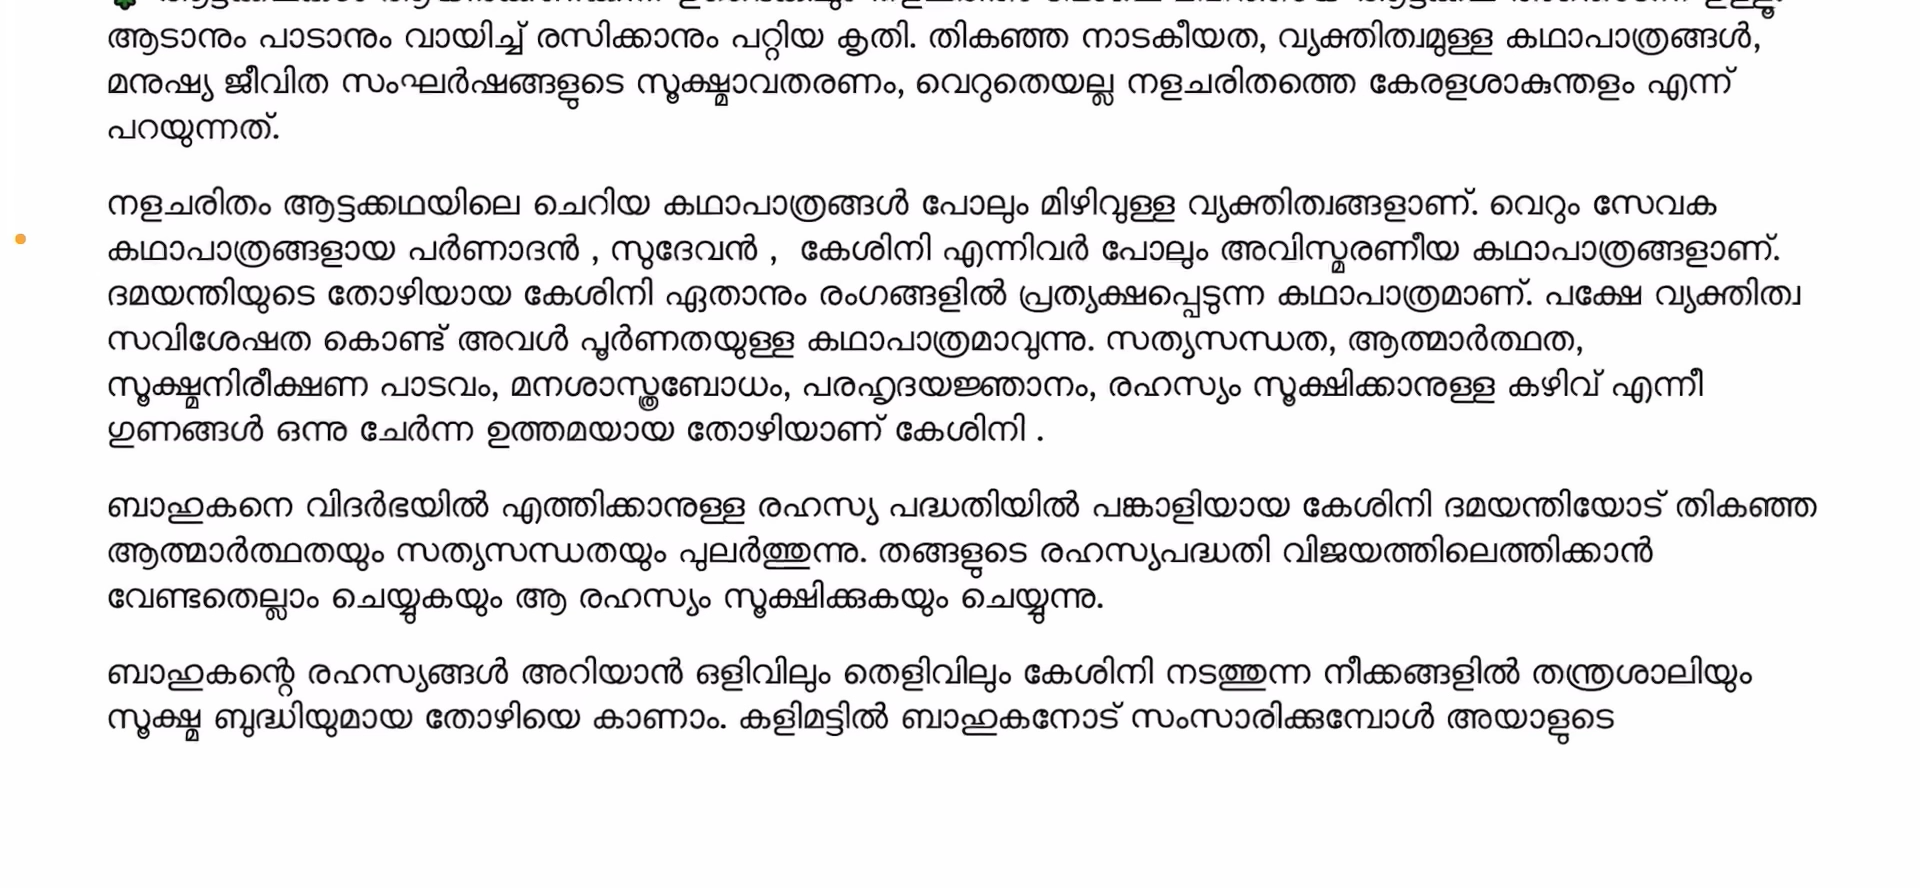 ആടാനും പാടാനും വായിച്ച് രസിക്കാനും പറ്റിയ കൃതി. തികഞ്ഞ നാടകീയത, വ്യക്തിത്വമുള്ള കഥാപാത്രങ്ങൾ,
മനുഷ്യ ജീവിത സംഘർഷങ്ങളുടെ സൂക്ഷ്മാവതരണം, വെറുതെയല്ല നളചരിതത്തെ കേരളശാകുന്തളം എന്ന്
പറയുന്നത്.
നളചരിതം ആട്ടക്കഥയിലെ ചെറിയ കഥാപാത്രങ്ങൾ പോലും മിഴിവുള്ള വ്യക്തിത്വങ്ങളാണ്. വെറും സേവക
കഥാപാത്രങ്ങളായ പർണാദൻ , സുദേവൻ ,  കേശിനി എന്നിവർ പോലും അവിസ്മരണീയ കഥാപാത്രങ്ങളാണ്.
ദമയന്തിയുടെ തോഴിയായ കേശിനി ഏതാനും രംഗങ്ങളിൽ പ്രത്യക്ഷപ്പെടുന്ന കഥാപാത്രമാണ്. പക്ഷേ വ്യക്തിത്വ
സവിശേഷത കൊണ്ട് അവൾ പൂർണതയുള്ള കഥാപാത്രമാവുന്നു. സത്യസന്ധത, ആത്മാർത്ഥത,
സൂക്ഷ്മനിരീക്ഷണ പാടവം, മനശാസ്ത്രബോധം, പരഹൃദയജ്ഞാനം, രഹസ്യം സൂക്ഷിക്കാനുള്ള കഴിവ് എന്നീ
ഗുണങ്ങൾ ഒന്നു ചേർന്ന ഉത്തമയായ തോഴിയാണ് കേശിനി .
ബാഹുകനെ വിദർഭയിൽ എത്തിക്കാനുള്ള രഹസ്യ പദ്ധതിയിൽ പങ്കാളിയായ കേശിനി ദമയന്തിയോട് തികഞ്ഞ
ആത്മാർത്ഥതയും സത്യസന്ധതയും പുലർത്തുന്നു. തങ്ങളുടെ രഹസ്യപദ്ധതി വിജയത്തിലെത്തിക്കാൻ
വേണ്ടതെല്ലാം ചെയ്യുകയും ആ രഹസ്യം സൂക്ഷിക്കുകയും ചെയ്യുന്നു.
ബാഹുകന്റെ രഹസ്യങ്ങൾ അറിയാൻ ഒളിവിലും തെളിവിലും കേശിനി നടത്തുന്ന നീക്കങ്ങളിൽ തന്ത്രശാലിയും
സൂക്ഷ്മ ബുദ്ധിയുമായ തോഴിയെ കാണാം. കളിമട്ടിൽ ബാഹുകനോട് സംസാരിക്കുമ്പോൾ അയാളുടെ